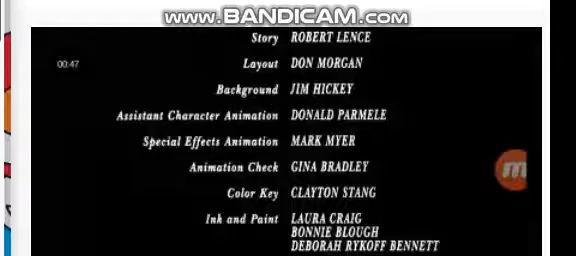 www.BANDICAM.com
Story ROBERT LENCE
00:47
Layout DON MORGAN
Background JIM HICKEY
Assistant Character Animation DONALD PARMELE
Special Effects Animation MARK MYER
Animation Check GINA BRADLEY
Color Key CLAYTON STANG
Ink and Paint LAURA CRAIG
BONNIE BLOUGH
DEBORAH RYKOFF BENNETT